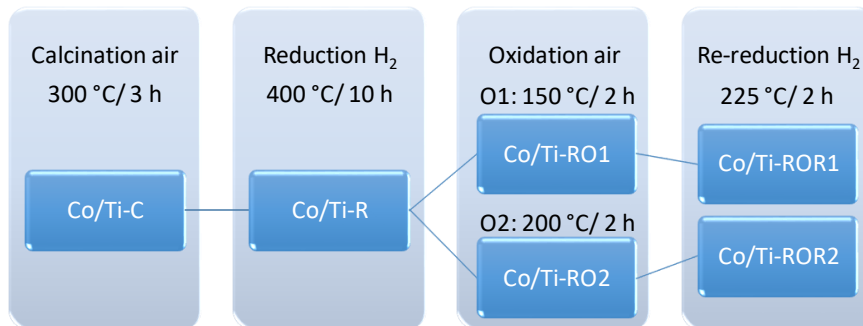 Calcination air
300 °C/ 3 h
Co/Ti-C
Reduction H₂
400 °C/ 10 h
Co/Ti-R
Oxidation air
O1: 150 °C/ 2 h
Co/Ti-RO1
O2: 200 °C/ 2 h
Co/Ti-RO2
Re-reduction H₂
225 °C/ 2 h
Co/Ti-ROR1
Co/Ti-ROR2